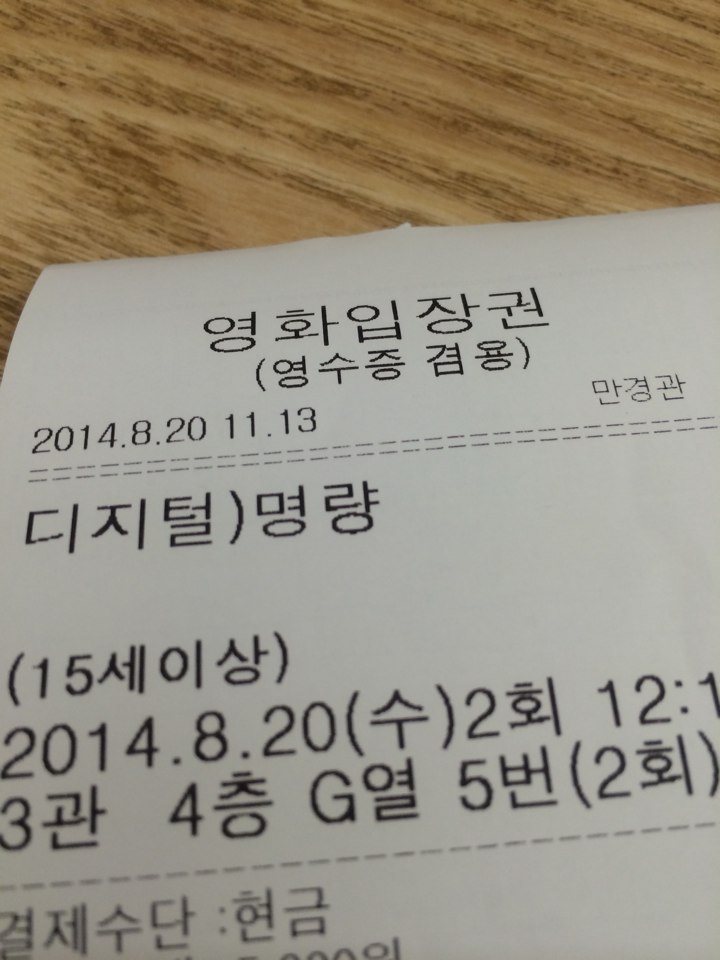 영화입장권
(영수증 겸용)
만경관
2014.8.20 11.13
디지털)명량
(15세이상)
2014.8.20(수)2회 12:1
3관 4층 G열 5번(2회)
결제수단 :현금